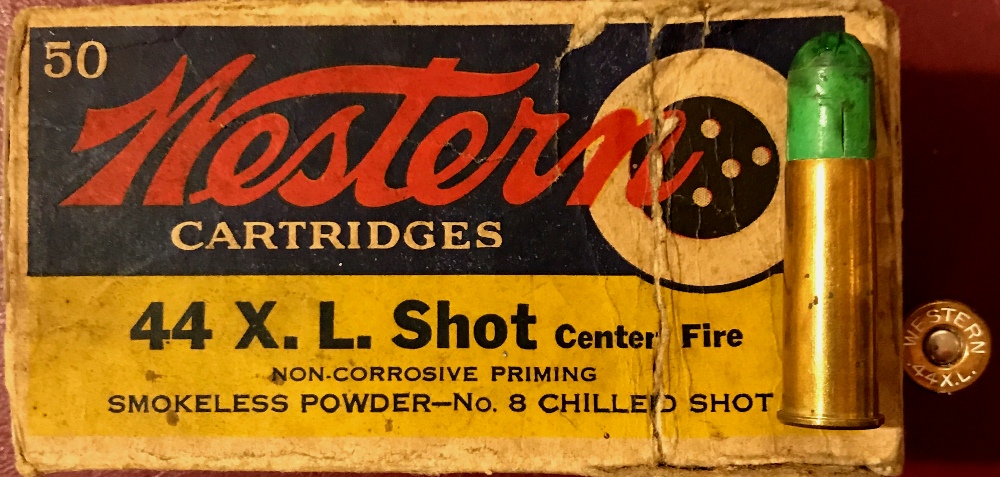 50
Western
CARTRIDGES
44 X. L. Shot Center Fire
NON-CORROSIVE PRIMING
SMOKELESS POWDER—No. 8 CHILLED SHOT
WESTERN
.44 X.L.